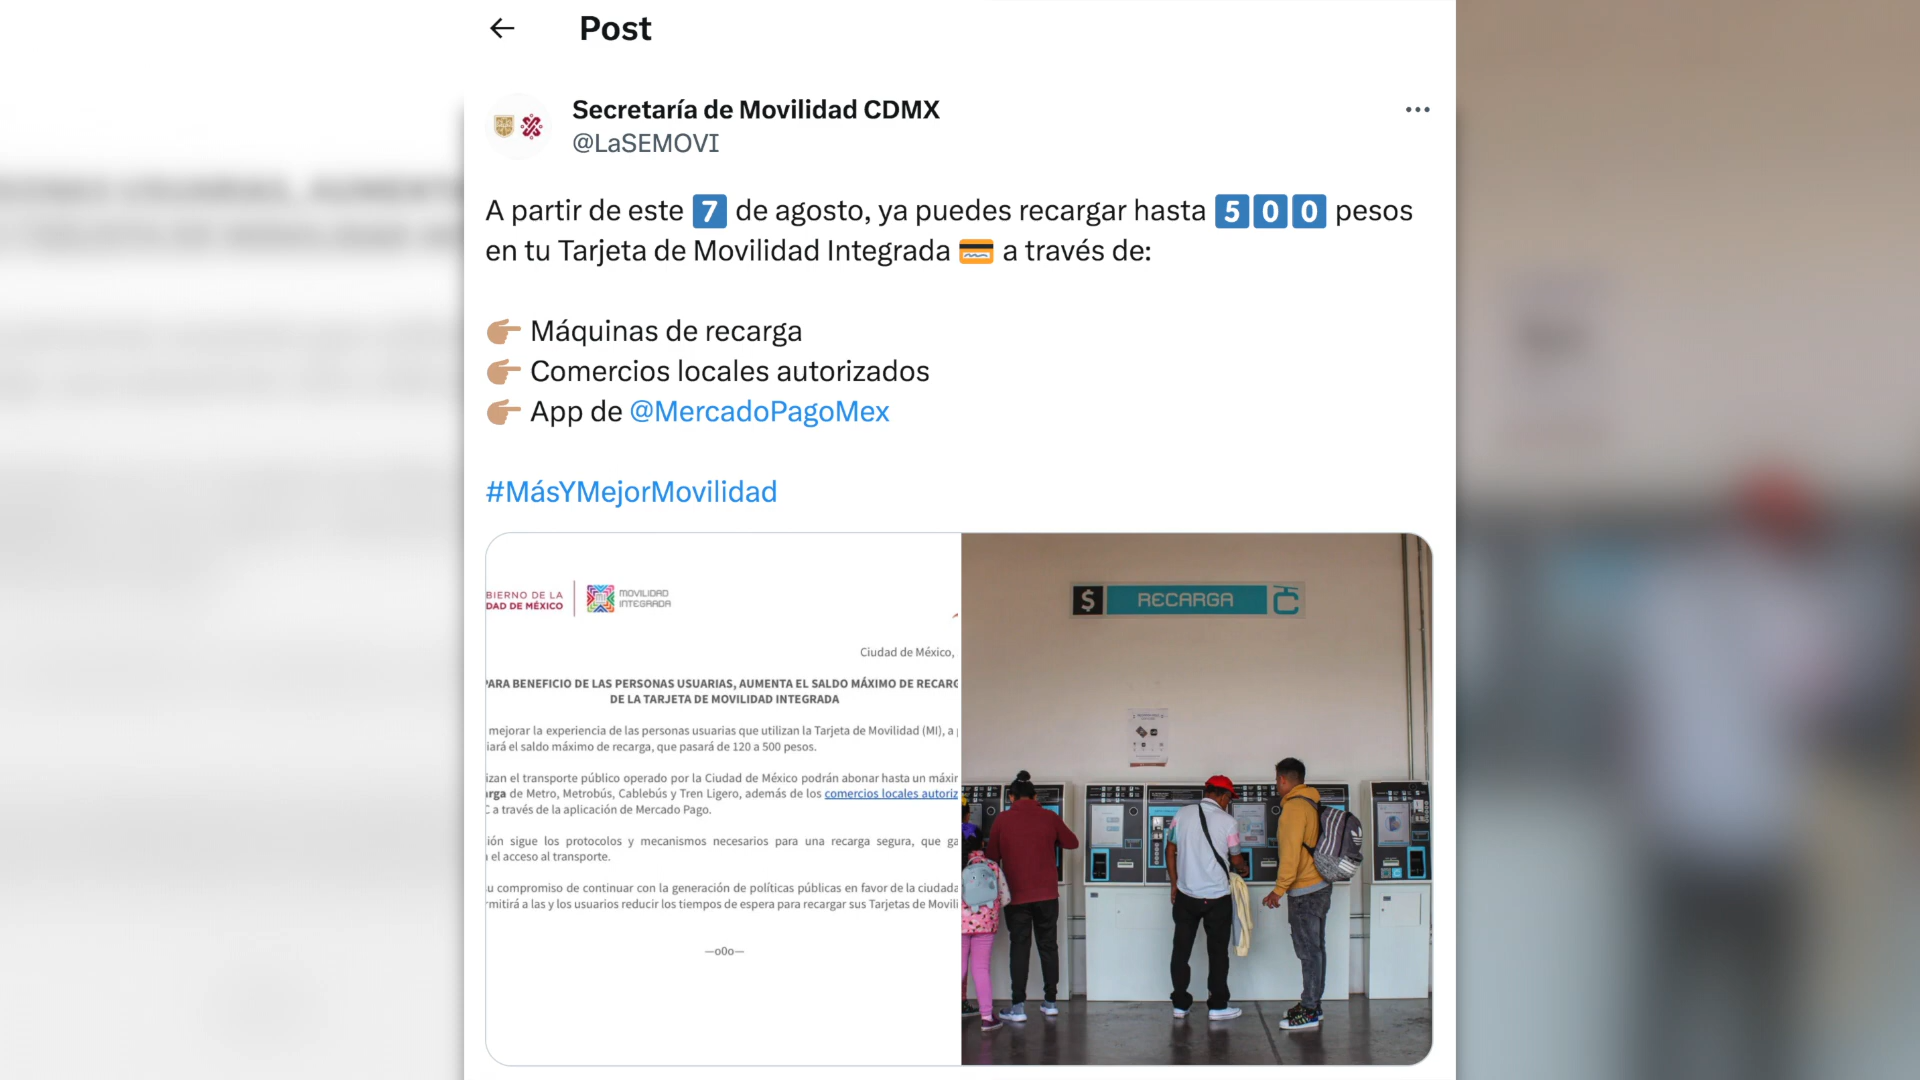 Post
Secretaría de Movilidad CDMX
@LaSEMOVI
A partir de este 7 de agosto, ya puedes recargar hasta 500 pesos
en tu Tarjeta de Movilidad Integrada a través de:
Máquinas de recarga
Comercios locales autorizados
App de @MercadoPagoMex
#MásYMejorMovilidad
BIERNO DE LA
DAD DE MÉXICO
MOVILIDAD
INTEGRADA
Ciudad de México,
PARA BENEFICIO DE LAS PERSONAS USUARIAS, AUMENTA EL SALDO MÁXIMO DE RECARG
DE LA TARJETA DE MOVILIDAD INTEGRADA
mejorar la experiencia de las personas usuarias que utilizan la Tarjeta de Movilidad (MI), a
iará el saldo máximo de recarga, que pasará de 120 a 500 pesos.
izan el transporte público operado por la Ciudad de México podrán abonar hasta un máxi
rga de Metro, Metrobús, Cablebús y Tren Ligero, además de los comercios locales autoriz
C a través de la aplicación de Mercado Pago.
ión sigue los protocolos y mecanismos necesarios para una recarga segura, que ga
el acceso al transporte.
u compromiso de continuar con la generación de políticas públicas en favor de la ciudada
rmitirá a las y los usuarios reducir los tiempos de espera para recargar sus Tarjetas de Movili
—o0o—
$ RECARGA